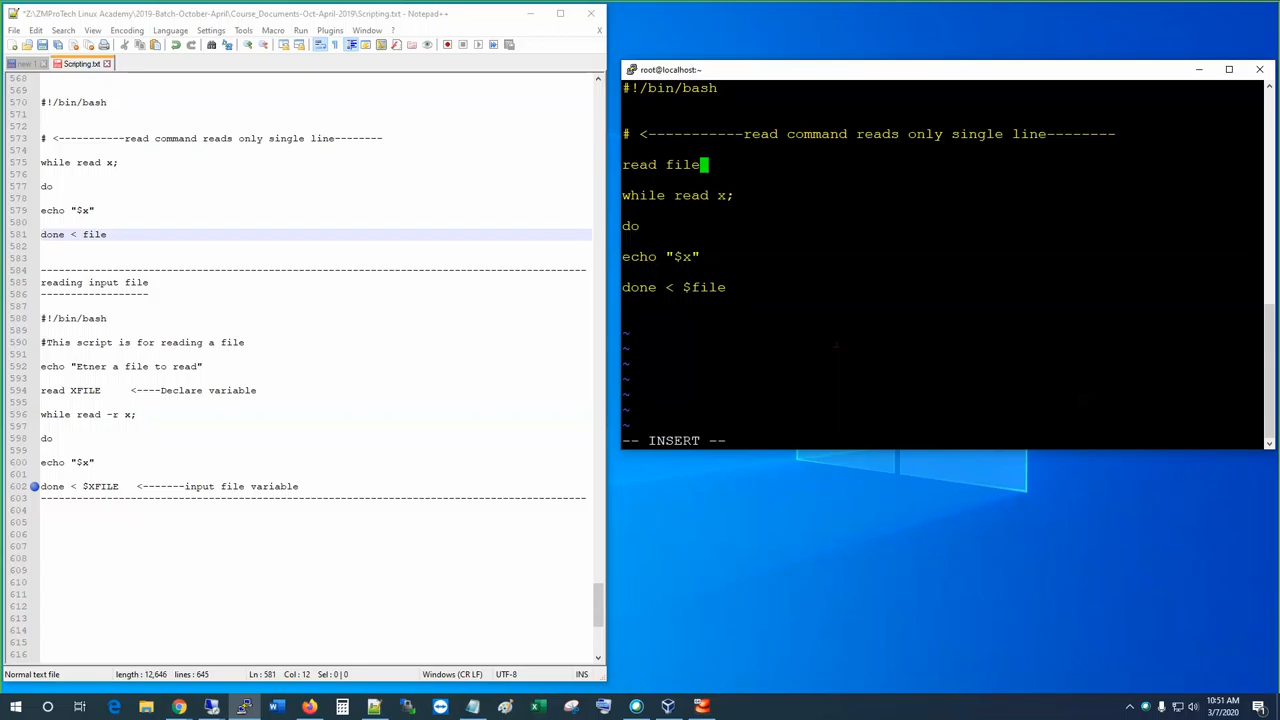 *Z:\ZMProTech Linux Academy\2019-Batch-October-April\Course_Documents-Oct-April-2019\Scripting.txt - Notepad++
File Edit Search View Encoding Language Settings Tools Macro Run Plugins Window ?
X
new 1
Scripting.txt
568
569
570 #!/bin/bash
571
572
573 # <-----------read command reads only single line--------
574
575 while read x;
576
577 do
578
579 echo "$x"
580
581 done < file
582
583
584 --------------------------------------------------------------------------------------------
585 reading input file
586 ------------------
587
588 #!/bin/bash
589
590 #This script is for reading a file
591
592 echo "Etner a file to read"
593
594 read XFILE <----Declare variable
595
596 while read -r x;
597
598 do
599
600 echo "$x"
601
602 done < $XFILE <-------input file variable
603 --------------------------------------------------------------------------------------------
604
605
606
607
608
609
610
611
612
613
614
615
616
Normal text file length : 12,646 lines : 645 Ln : 581 Col : 12 Sel : 0 | 0 Windows (CR LF) UTF-8 INS
root@localhost:~
#!/bin/bash
# <-----------read command reads only single line--------
read file
while read x;
do
echo "$x"
done < $file
~
~
~
~
~
~
~
-- INSERT --
10:51 AM
3/7/2020